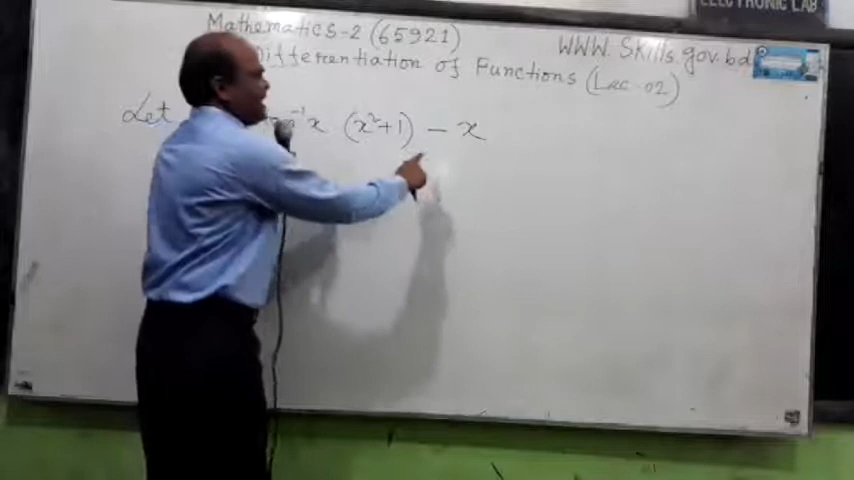 ELECTRONIC LAB
Mathematics-2 (65921)
Differentiation of Functions (Lec-02)
WWW.Skills.gov.bd
Let x (x²+1) - x